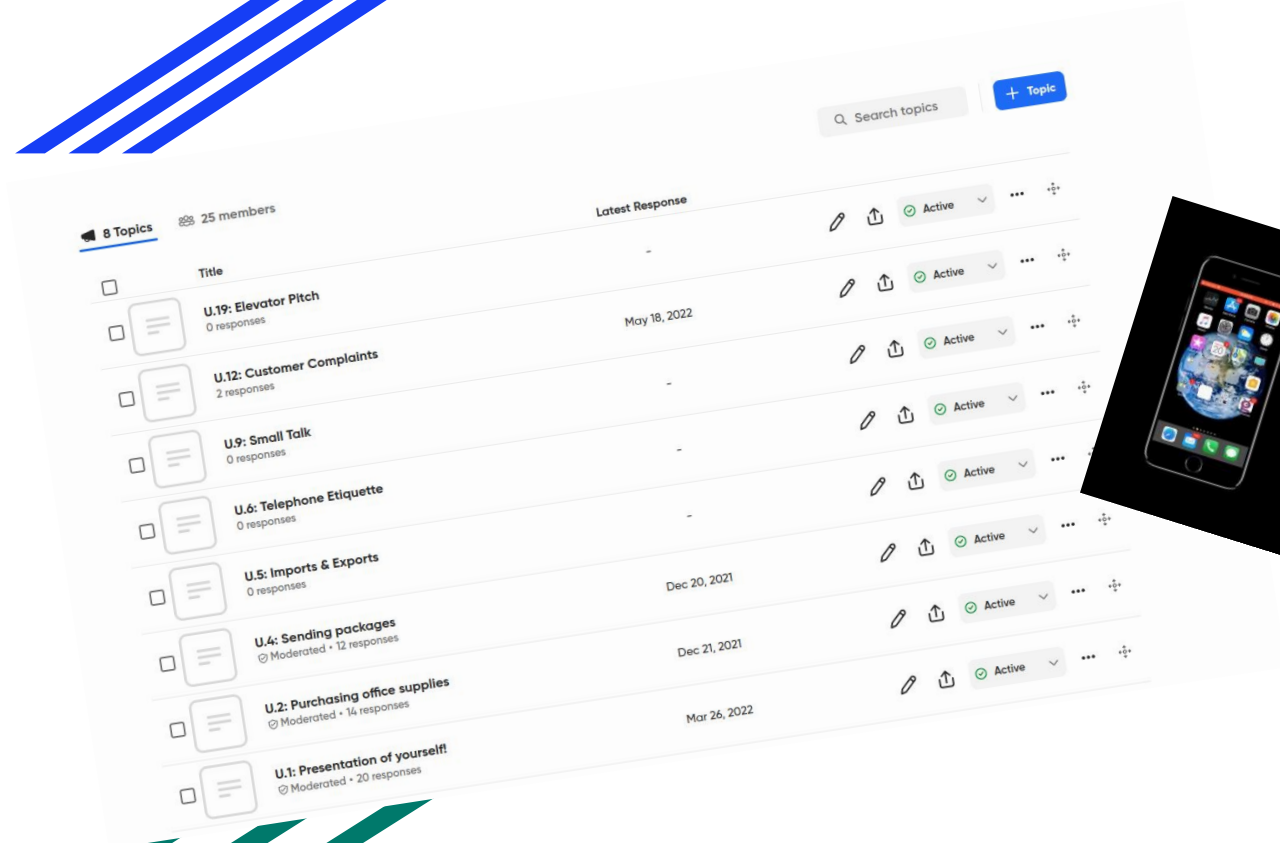 Search topics
+ Topic
8 Topics
25 members
Title
Latest Response
U.19: Elevator Pitch
0 responses
-
Active
U.12: Customer Complaints
2 responses
May 18, 2022
Active
U.9: Small Talk
0 responses
-
Active
U.6: Telephone Etiquette
0 responses
-
Active
U.5: Imports & Exports
0 responses
-
Active
U.4: Sending packages
Moderated • 12 responses
Dec 20, 2021
Active
U.2: Purchasing office supplies
Moderated • 14 responses
Dec 21, 2021
Active
U.1: Presentation of yourself!
Moderated • 20 responses
Mar 26, 2022
Active